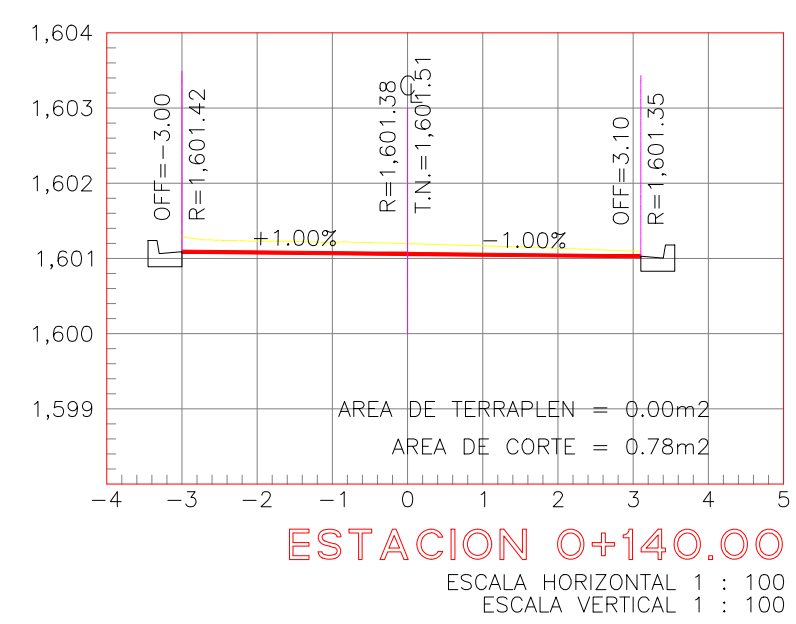 1,604
1,603
1,602
1,601
1,600
1,599
OFF=-3.00
R=1,601.42
R=1,601.38
T.N.=1,601.51
CL
OFF=3.10
R=1,601.35
+1.00%
-1.00%
AREA DE TERRAPLEN = 0.00m2
AREA DE CORTE = 0.78m2
-4 -3 -2 -1 0 1 2 3 4 5
ESTACION 0+140.00
ESCALA HORIZONTAL 1 : 100
ESCALA VERTICAL 1 : 100